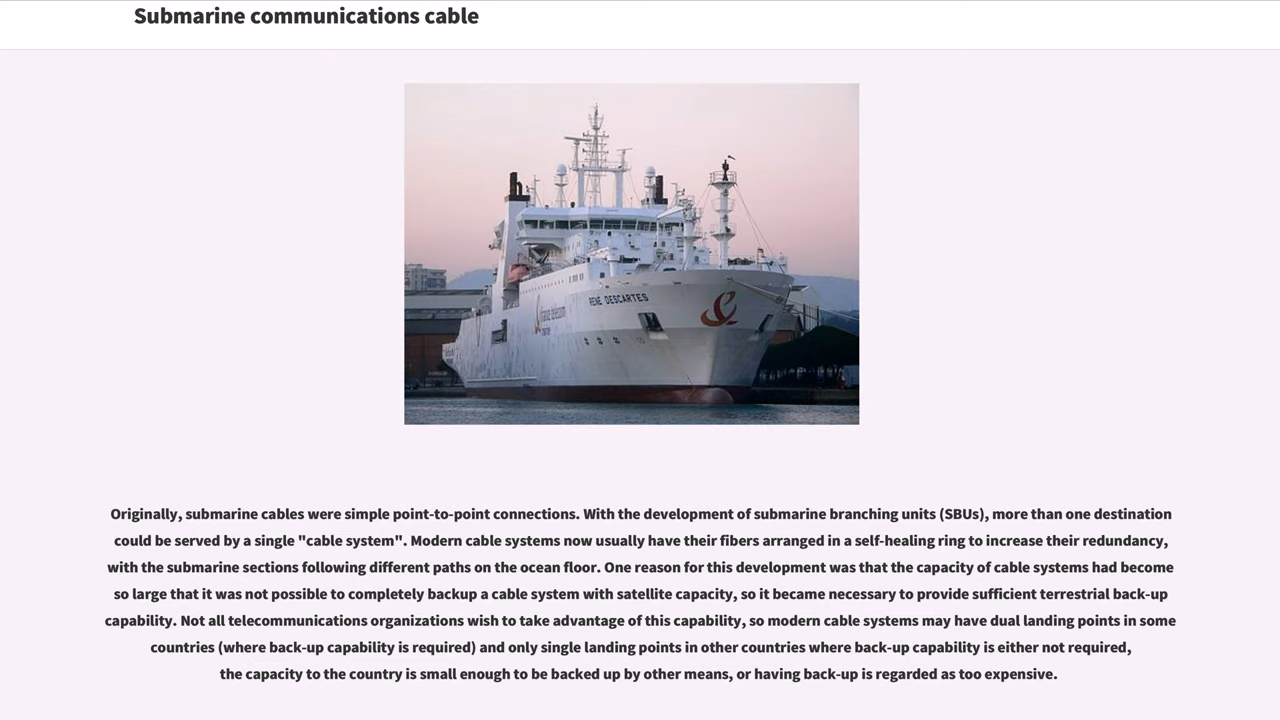 Submarine communications cable
RENÉ DESCARTES
france telecom
marine
Originally, submarine cables were simple point-to-point connections. With the development of submarine branching units (SBUs), more than one destination
could be served by a single "cable system". Modern cable systems now usually have their fibers arranged in a self-healing ring to increase their redundancy,
with the submarine sections following different paths on the ocean floor. One reason for this development was that the capacity of cable systems had become
so large that it was not possible to completely backup a cable system with satellite capacity, so it became necessary to provide sufficient terrestrial back-up
capability. Not all telecommunications organizations wish to take advantage of this capability, so modern cable systems may have dual landing points in some
countries (where back-up capability is required) and only single landing points in other countries where back-up capability is either not required,
the capacity to the country is small enough to be backed up by other means, or having back-up is regarded as too expensive.